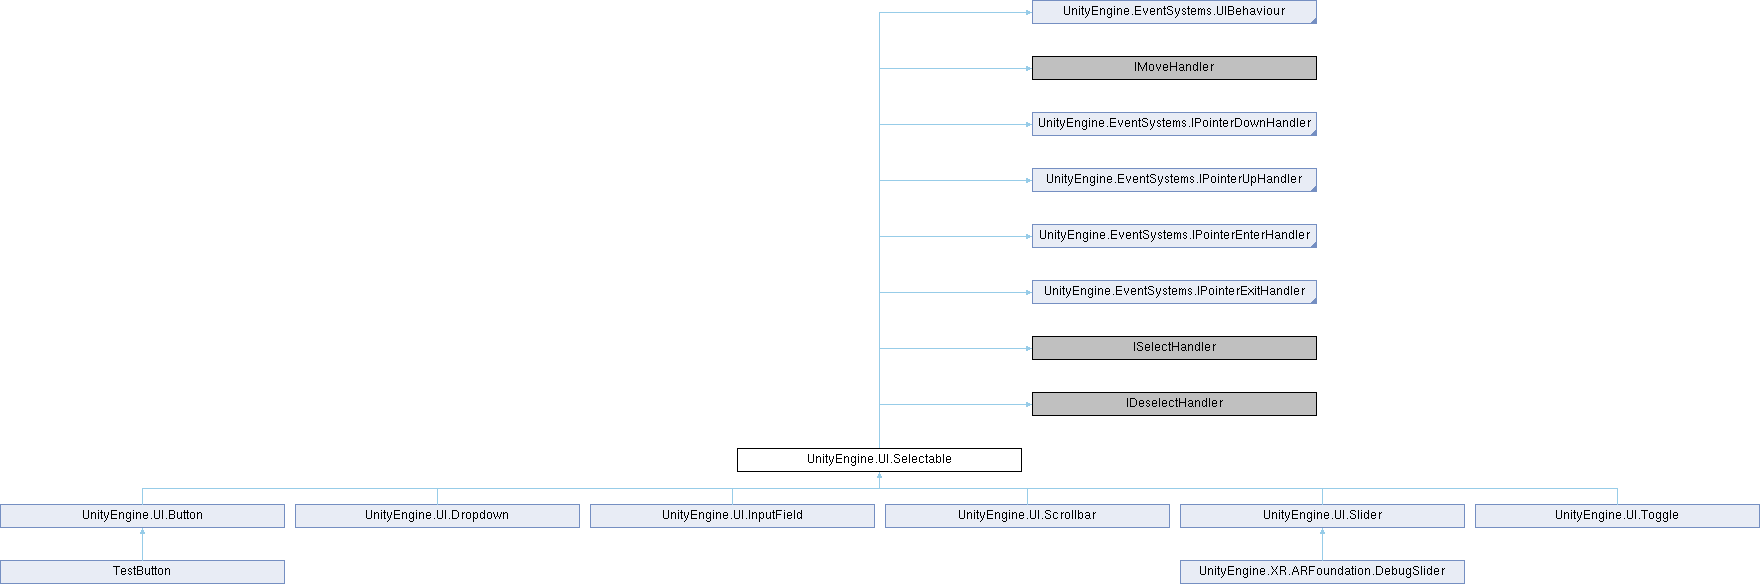 UnityEngine.EventSystems.UIBehaviour
IMoveHandler
UnityEngine.EventSystems.IPointerDownHandler
UnityEngine.EventSystems.IPointerUpHandler
UnityEngine.EventSystems.IPointerEnterHandler
UnityEngine.EventSystems.IPointerExitHandler
ISelectHandler
IDeselectHandler
UnityEngine.UI.Selectable
UnityEngine.UI.Button
UnityEngine.UI.Dropdown
UnityEngine.UI.InputField
UnityEngine.UI.Scrollbar
UnityEngine.UI.Slider
UnityEngine.UI.Toggle
TestButton
UnityEngine.XR.ARFoundation.DebugSlider